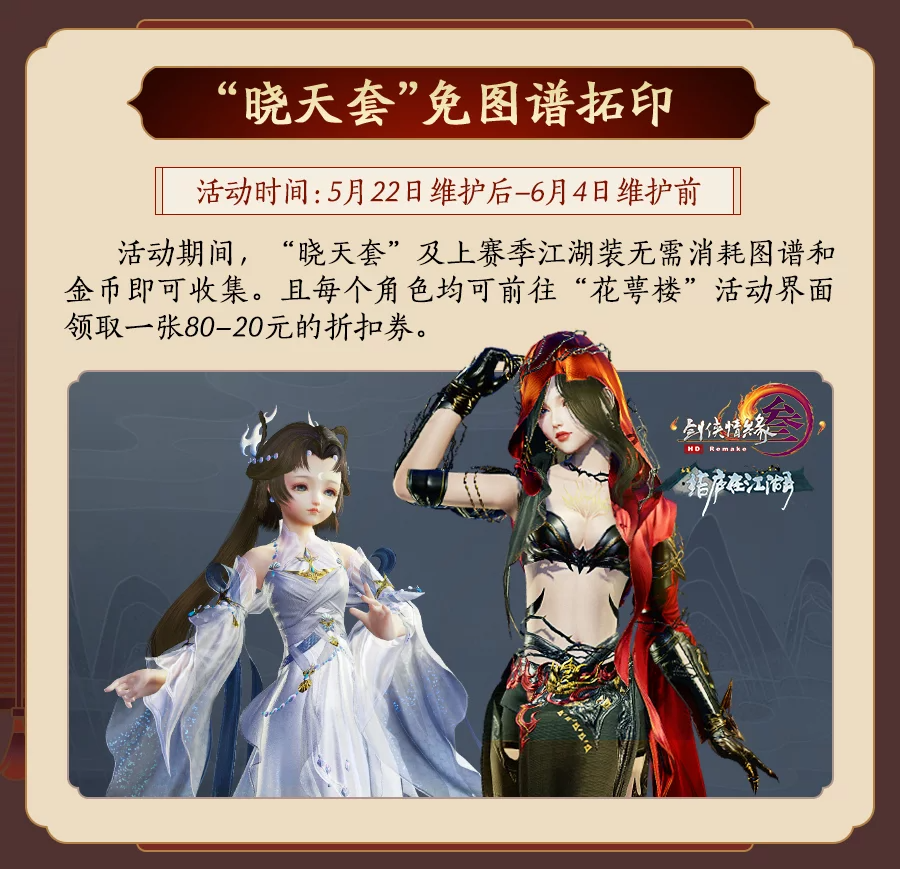 “晓天套”免图谱拓印
活动时间：5月22日维护后–6月4日维护前
活动期间，“晓天套”及上赛季江湖装无需消耗图谱和
金币即可收集。且每个角色均可前往“花萼楼”活动界面
领取一张80–20元的折扣券。
剑侠情缘
叁
HD Remake